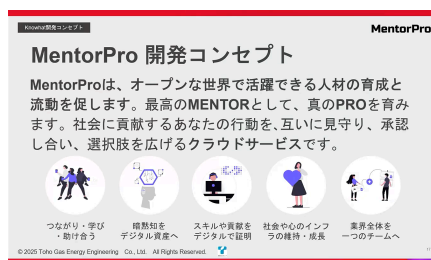 Knowhat開発コンセプト
MentorPro
MentorPro 開発コンセプト
MentorProは、オープンな世界で活躍できる人材の育成と
流動を促します。最高のMENTORとして、真のPROを育み
ます。社会に貢献するあなたの行動を、互いに見守り、承認
し合い、選択肢を広げるクラウドサービスです。
つながり・学び
・助け合う
暗黙知を
デジタル資産へ
スキルや貢献を
デジタルで証明
社会や心のインフ
ラの維持・成長
業界全体を
一つのチームへ
© 2025 Toho Gas Energy Engineering Co., Ltd. All Rights Reserved.